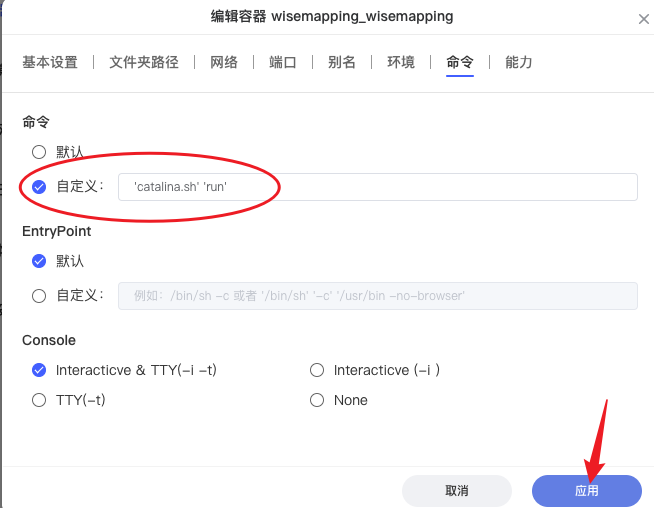 编辑容器 wisemapping_wisemapping
基本设置 | 文件夹路径 | 网络 | 端口 | 别名 | 环境 | 命令 | 能力
命令
默认
自定义： 'catalina.sh' 'run'
EntryPoint
默认
自定义： 例如：/bin/sh -c 或者 '/bin/sh' '-c' '/usr/bin -no-browser'
Console
Interacticve & TTY(-i -t) Interacticve (-i )
TTY(-t) None
取消 应用